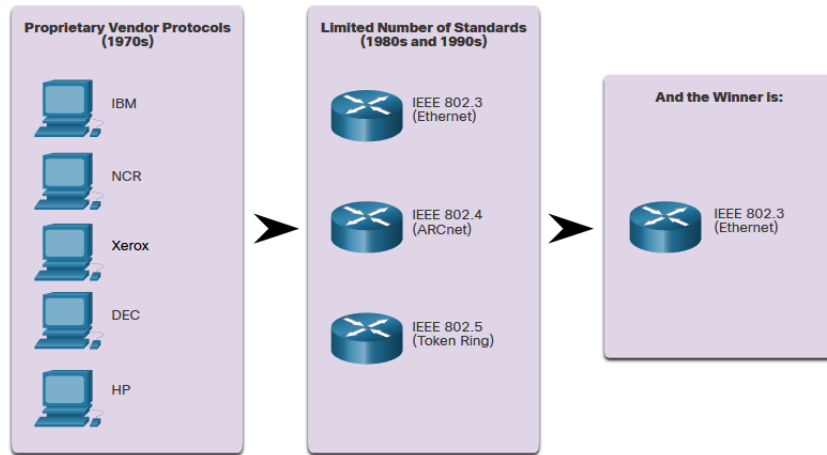 Proprietary Vendor Protocols
(1970s)
IBM
NCR
Xerox
DEC
HP
Limited Number of Standards
(1980s and 1990s)
IEEE 802.3
(Ethernet)
IEEE 802.4
(ARCnet)
IEEE 802.5
(Token Ring)
And the Winner is:
IEEE 802.3
(Ethernet)